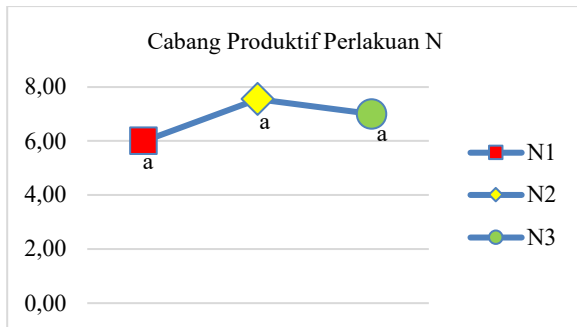 Cabang Produktif Perlakuan N
8,00
6,00
4,00
2,00
0,00
a
a
a
N1
N2
N3